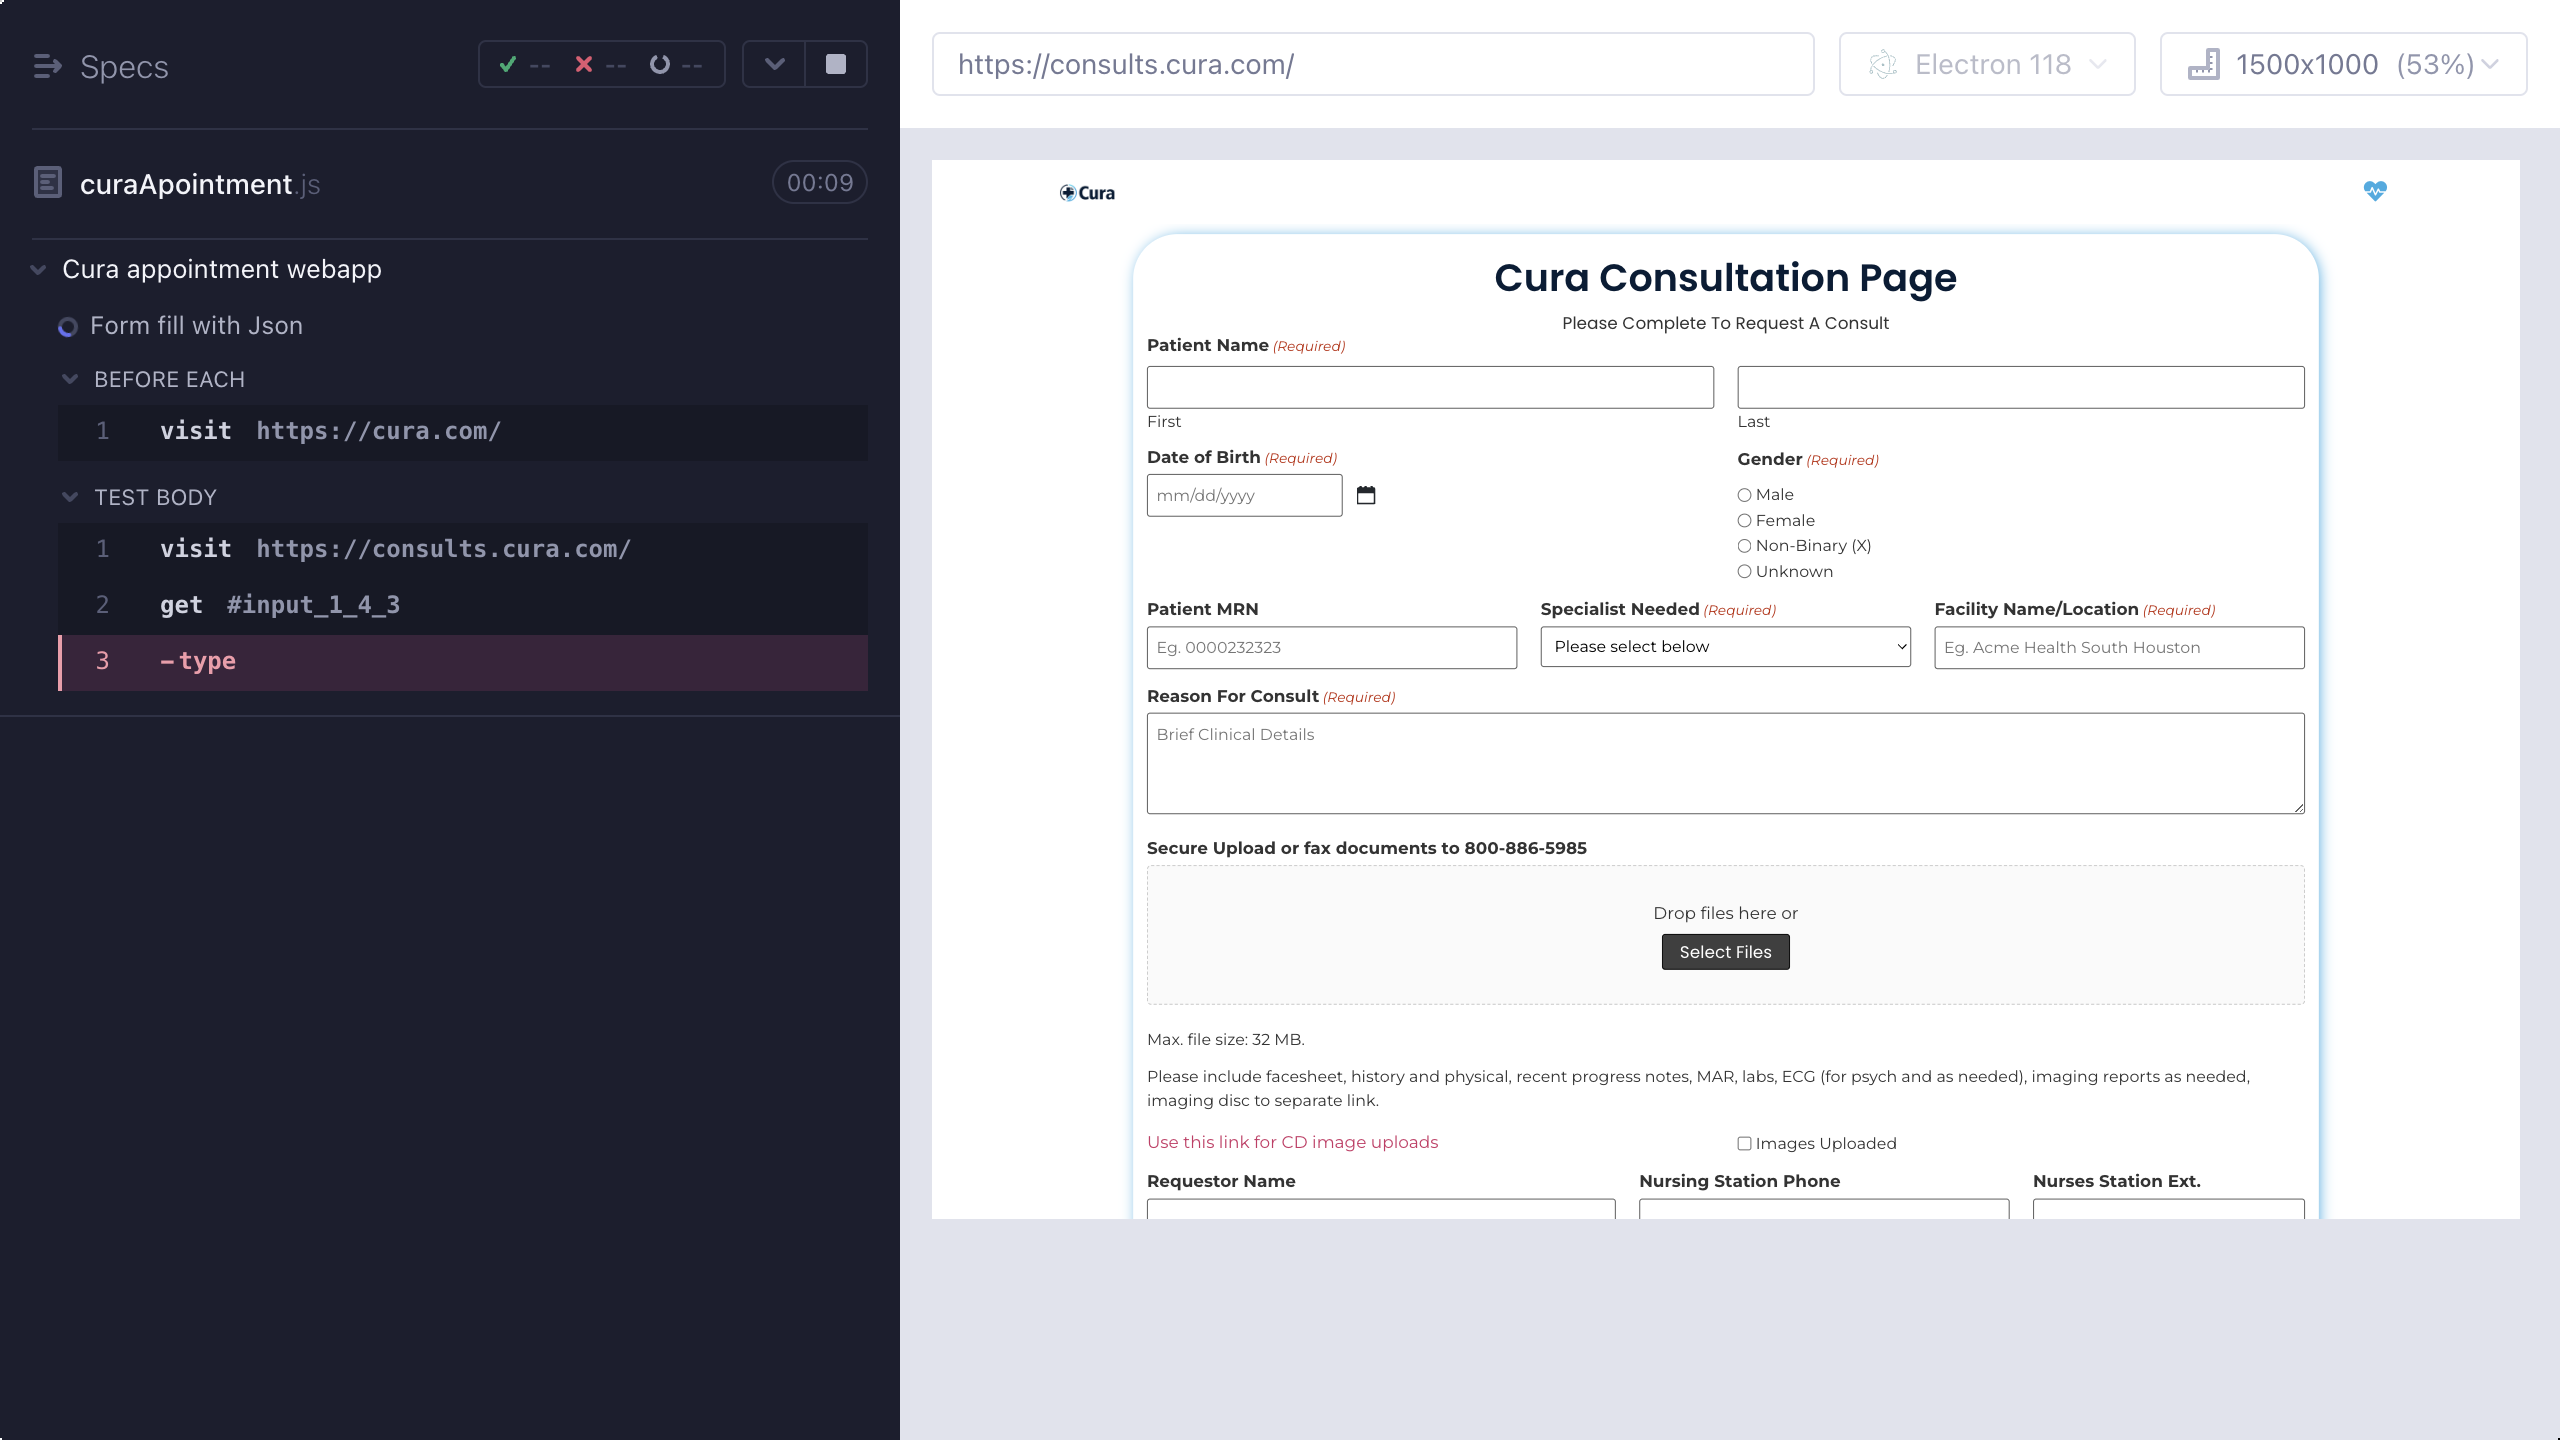 Specs
-- -- --
curaApointment.js 00:09
Cura appointment webapp
Form fill with Json
BEFORE EACH
1 visit https://cura.com/
TEST BODY
1 visit https://consults.cura.com/
2 get #input_1_4_3
3 -type
https://consults.cura.com/ Electron 118 1500x1000 (53%)
Cura
Cura Consultation Page
Please Complete To Request A Consult
Patient Name (Required)
First Last
Date of Birth (Required) Gender (Required)
mm/dd/yyyy Male
Female
Non-Binary (X)
Unknown
Patient MRN Specialist Needed (Required) Facility Name/Location (Required)
Eg. 0000232323 Please select below Eg. Acme Health South Houston
Reason For Consult (Required)
Brief Clinical Details
Secure Upload or fax documents to 800-886-5985
Drop files here or
Select Files
Max. file size: 32 MB.
Please include facesheet, history and physical, recent progress notes, MAR, labs, ECG (for psych and as needed), imaging reports as needed,
imaging disc to separate link.
Use this link for CD image uploads Images Uploaded
Requestor Name Nursing Station Phone Nurses Station Ext.